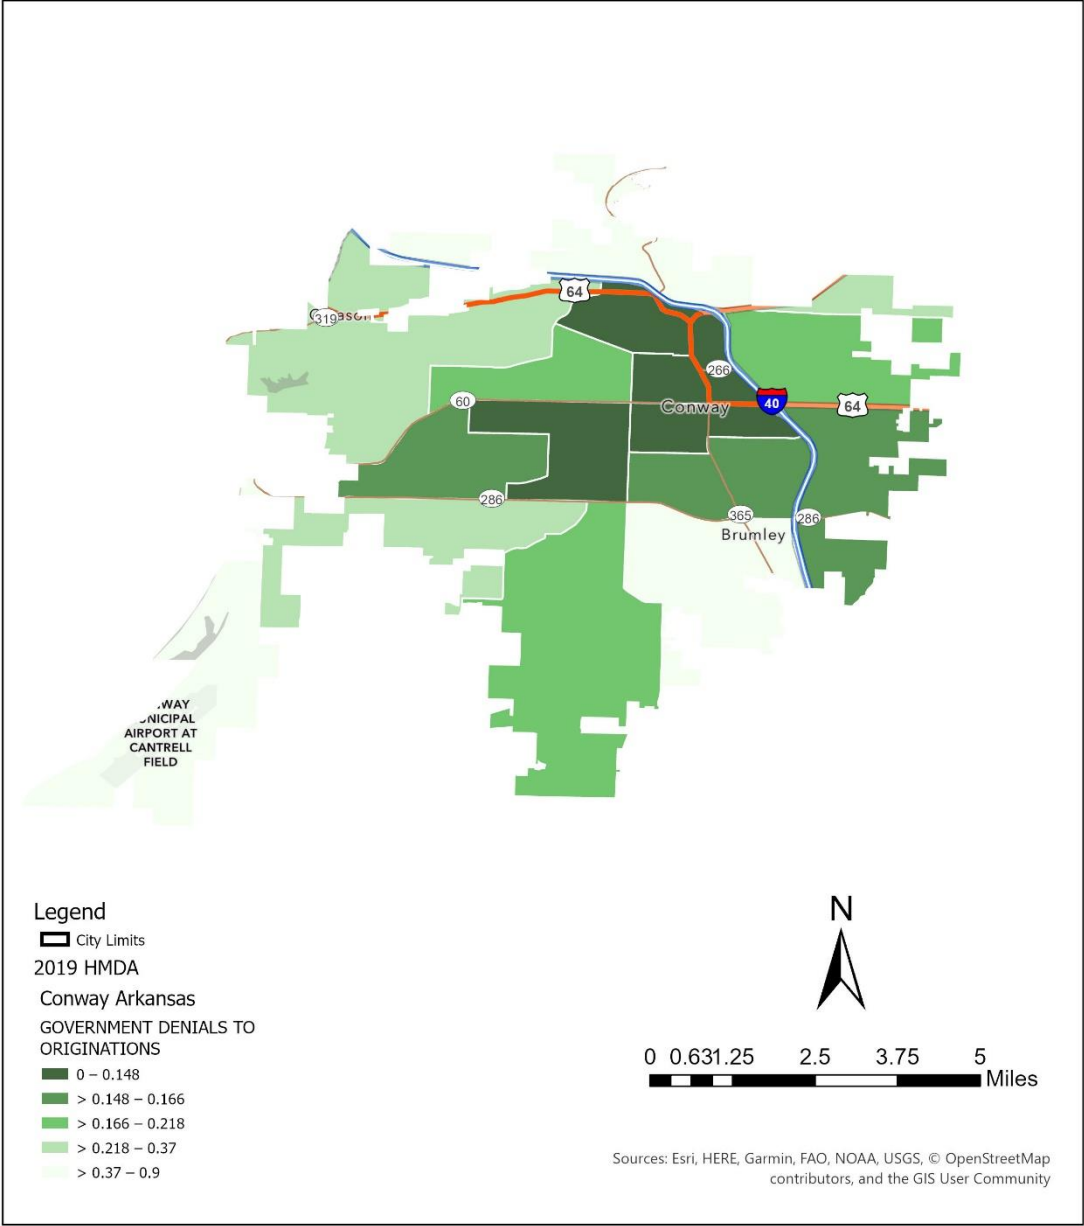 64
319
266
60
Conway
40
64
286
365
286
Brumley
AIRPORT AT
CANTRELL
FIELD
Legend
City Limits
2019 HMDA
Conway Arkansas
GOVERNMENT DENIALS TO
ORIGINATIONS
0 – 0.148
> 0.148 – 0.166
> 0.166 – 0.218
> 0.218 – 0.37
> 0.37 – 0.9
N
0 0.631.25 2.5 3.75 5
Miles
Sources: Esri, HERE, Garmin, FAO, NOAA, USGS, © OpenStreetMap
contributors, and the GIS User Community